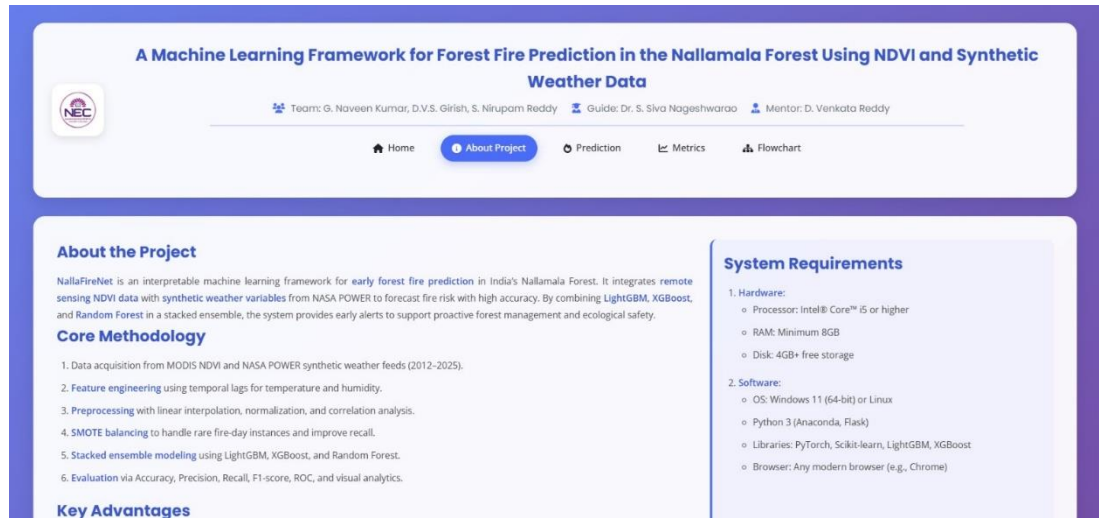 A Machine Learning Framework for Forest Fire Prediction in the Nallamala Forest Using NDVI and Synthetic
Weather Data
NEC
Team: G. Naveen Kumar, D.V.S. Girish, S. Nirupam Reddy Guide: Dr. S. Siva Nageshwarao Mentor: D. Venkata Reddy
Home About Project Prediction Metrics Flowchart
About the Project
NallaFireNet is an interpretable machine learning framework for early forest fire prediction in India's Nallamala Forest. It integrates remote
sensing NDVI data with synthetic weather variables from NASA POWER to forecast fire risk with high accuracy. By combining LightGBM, XGBoost,
and Random Forest in a stacked ensemble, the system provides early alerts to support proactive forest management and ecological safety.
Core Methodology
1. Data acquisition from MODIS NDVI and NASA POWER synthetic weather feeds (2012–2025).
2. Feature engineering using temporal lags for temperature and humidity.
3. Preprocessing with linear interpolation, normalization, and correlation analysis.
4. SMOTE balancing to handle rare fire-day instances and improve recall.
5. Stacked ensemble modeling using LightGBM, XGBoost, and Random Forest.
6. Evaluation via Accuracy, Precision, Recall, F1-score, ROC, and visual analytics.
Key Advantages
System Requirements
1. Hardware:
Processor: Intel® Core™ i5 or higher
RAM: Minimum 8GB
Disk: 4GB+ free storage
2. Software:
OS: Windows 11 (64-bit) or Linux
Python 3 (Anaconda, Flask)
Libraries: PyTorch, Scikit-learn, LightGBM, XGBoost
Browser: Any modern browser (e.g., Chrome)